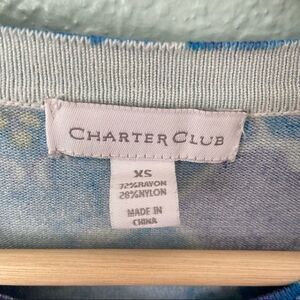 CHARTER CLUB
XS
72%RAYON
28%NYLON
MADE IN
CHINA